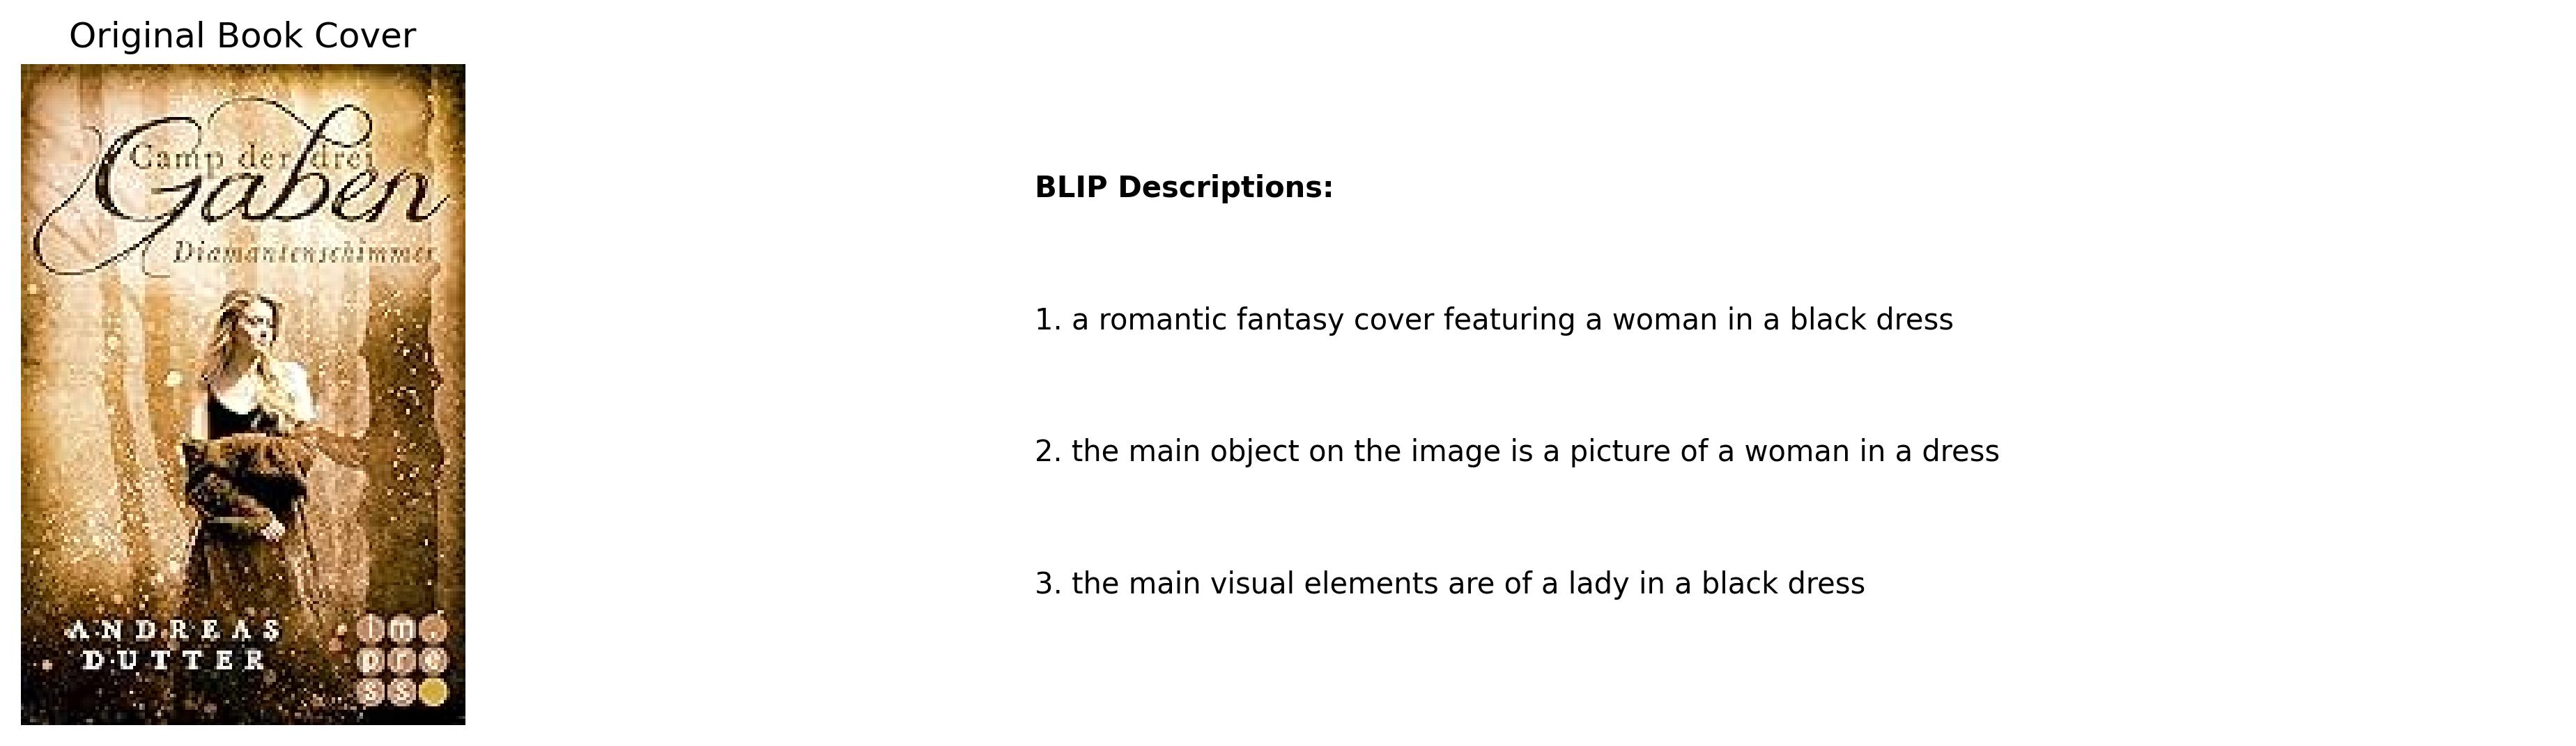 Original Book Cover
Camp der drei
Gaben
Diamantenschimmer
ANDREAS
DUTTER
im.
pre
ss
BLIP Descriptions:
1. a romantic fantasy cover featuring a woman in a black dress
2. the main object on the image is a picture of a woman in a dress
3. the main visual elements are of a lady in a black dress